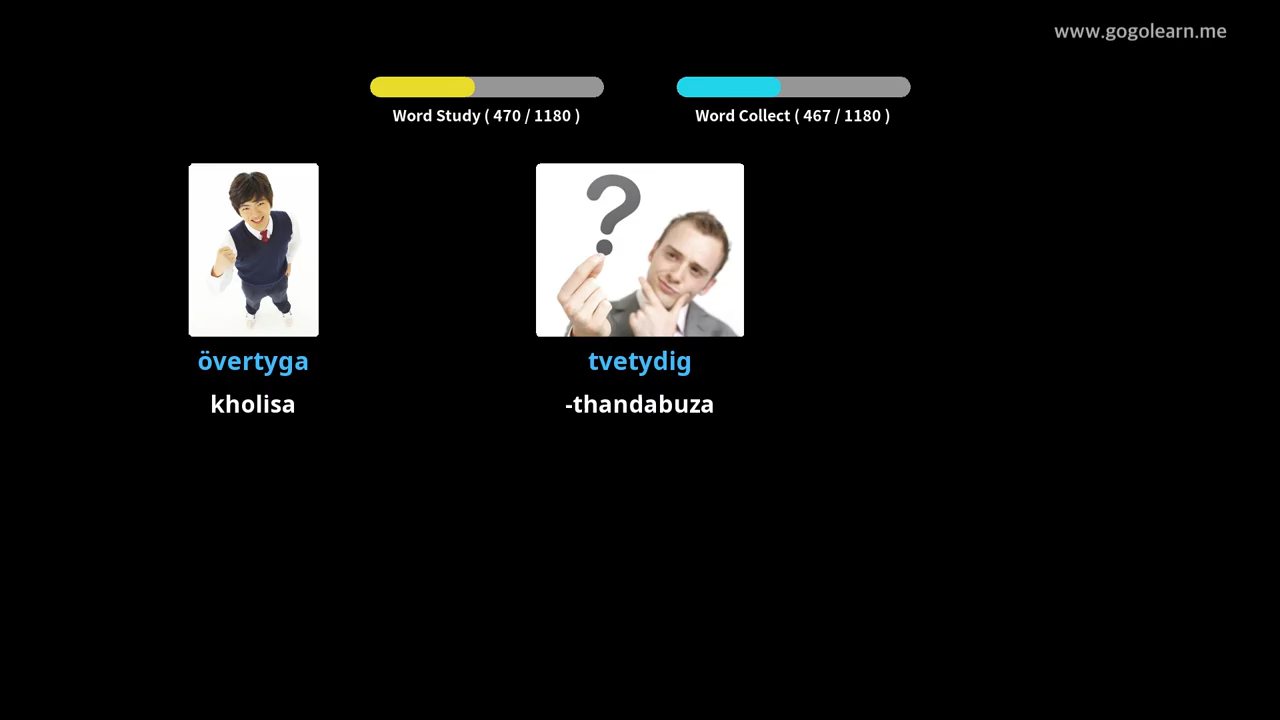 www.gogolearn.me
Word Study ( 470 / 1180 )
Word Collect ( 467 / 1180 )
övertyga
kholisa
tvetydig
-thandabuza